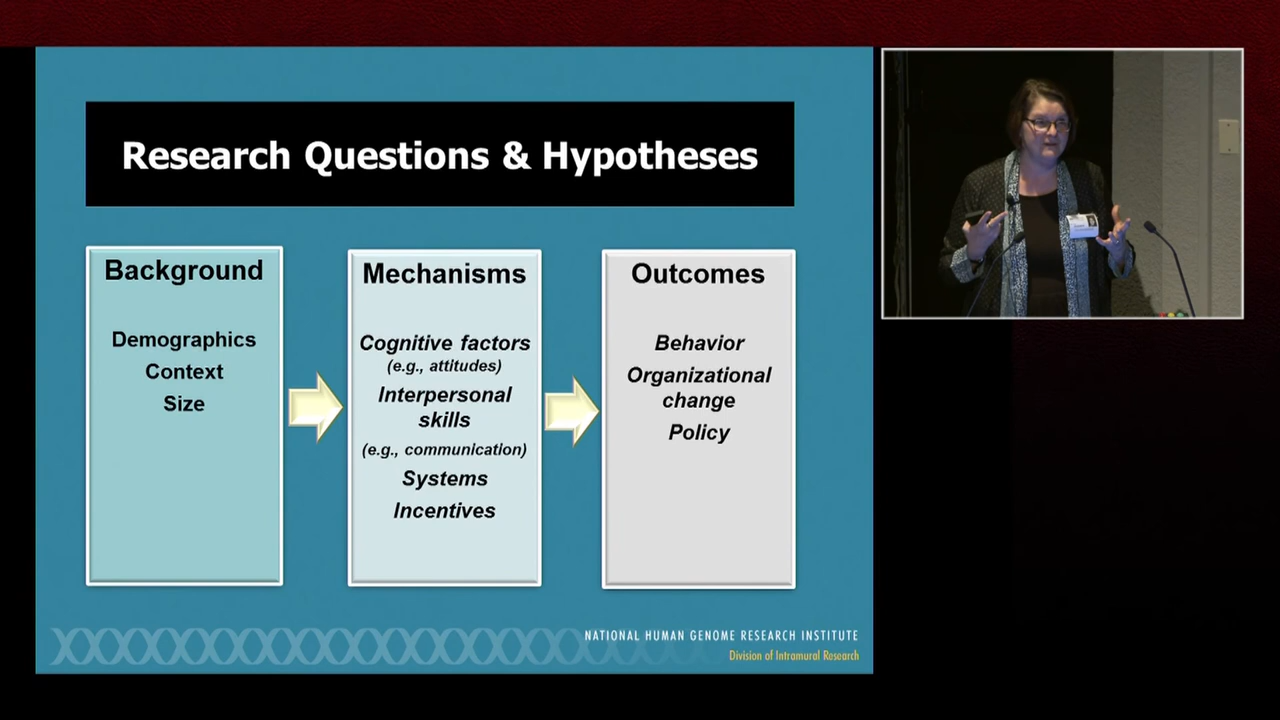 Research Questions & Hypotheses
Background
Demographics
Context
Size
Mechanisms
Cognitive factors
(e.g., attitudes)
Interpersonal
skills
(e.g., communication)
Systems
Incentives
Outcomes
Behavior
Organizational
change
Policy
NATIONAL HUMAN GENOME RESEARCH INSTITUTE
Division of Intramural Research